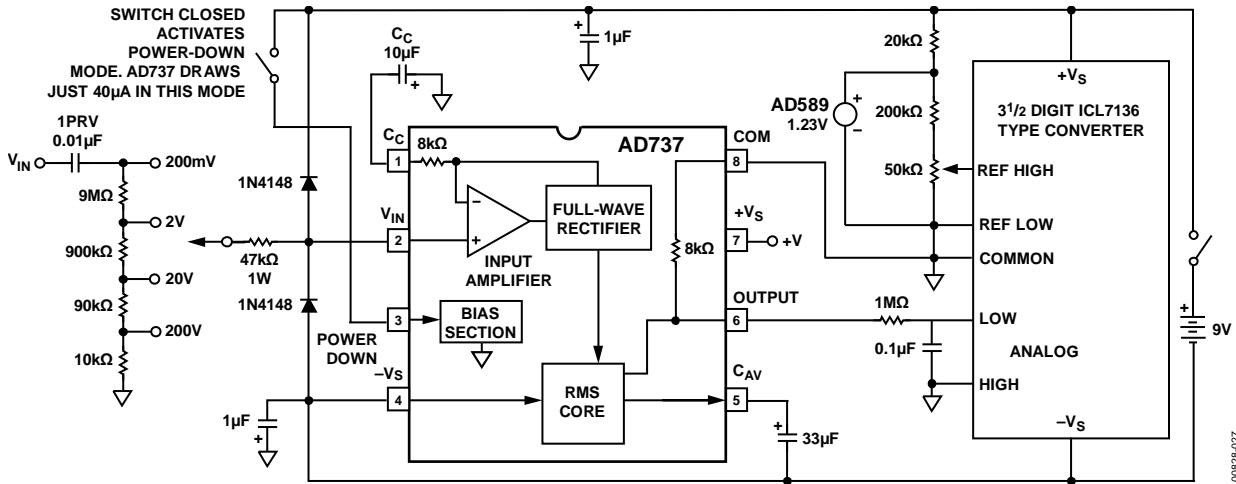 SWITCH CLOSED
ACTIVATES
POWER-DOWN
MODE. AD737 DRAWS
JUST 40µA IN THIS MODE
1PRV
0.01µF
VIN
200mV
9MΩ
2V
900kΩ
20V
90kΩ
200V
10kΩ
47kΩ
1W
1N4148
1N4148
1µF
CC
10µF
+
1µF
+
AD737
CC
1
8kΩ
VIN
2
–
+
INPUT
AMPLIFIER
FULL-WAVE
RECTIFIER
3
POWER
DOWN
BIAS
SECTION
–VS
4
RMS
CORE
COM
8
+VS
7
+V
8kΩ
OUTPUT
6
CAV
5
+
33µF
+
20kΩ
AD589
1.23V
+
–
200kΩ
50kΩ
1MΩ
0.1µF
+VS
31/2 DIGIT ICL7136
TYPE CONVERTER
REF HIGH
REF LOW
COMMON
LOW
ANALOG
HIGH
–VS
+
9V
00828-027